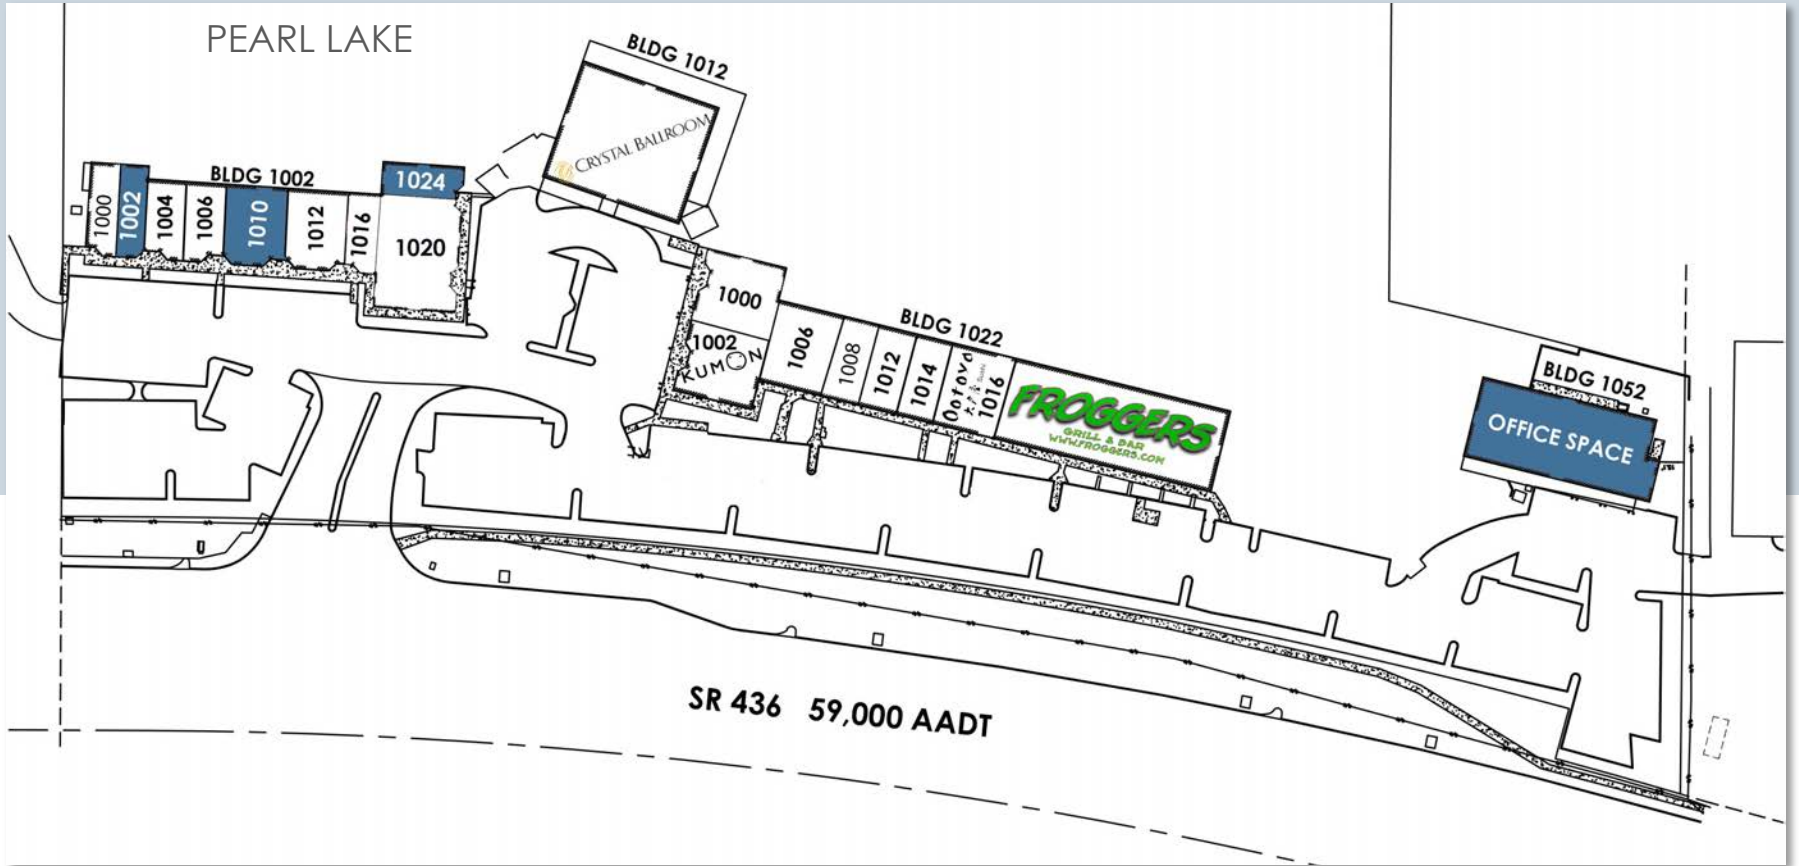 PEARL LAKE
BLDG 1012
CRYSTAL BALLROOM
BLDG 1002
1024
1000
1002
1004
1006
1010
1012
1016
1020
1000
1002
KUMON
BLDG 1022
1006
1008
1012
1014
1016
FROGGERS
GRILL & BAR
WWW.FROGGERS.COM
BLDG 1052
OFFICE SPACE
SR 436 59,000 AADT